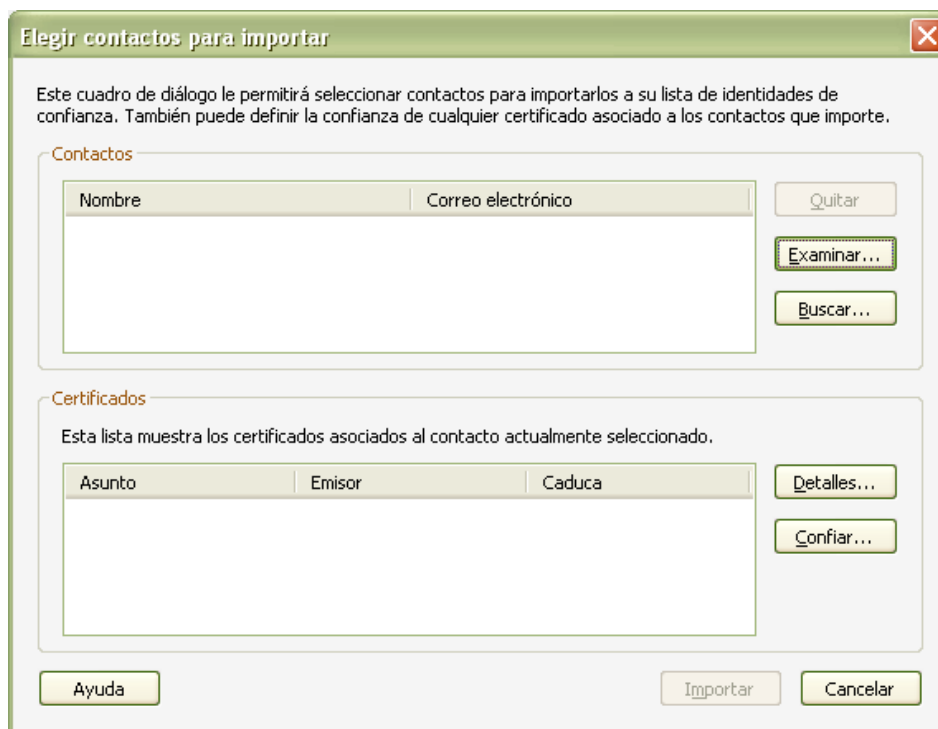 Elegir contactos para importar
Este cuadro de diálogo le permitirá seleccionar contactos para importarlos a su lista de identidades de
confianza. También puede definir la confianza de cualquier certificado asociado a los contactos que importe.
Contactos
Nombre Correo electrónico
Quitar
Examinar...
Buscar...
Certificados
Esta lista muestra los certificados asociados al contacto actualmente seleccionado.
Asunto Emisor Caduca
Detalles...
Confiar...
Ayuda Importar Cancelar